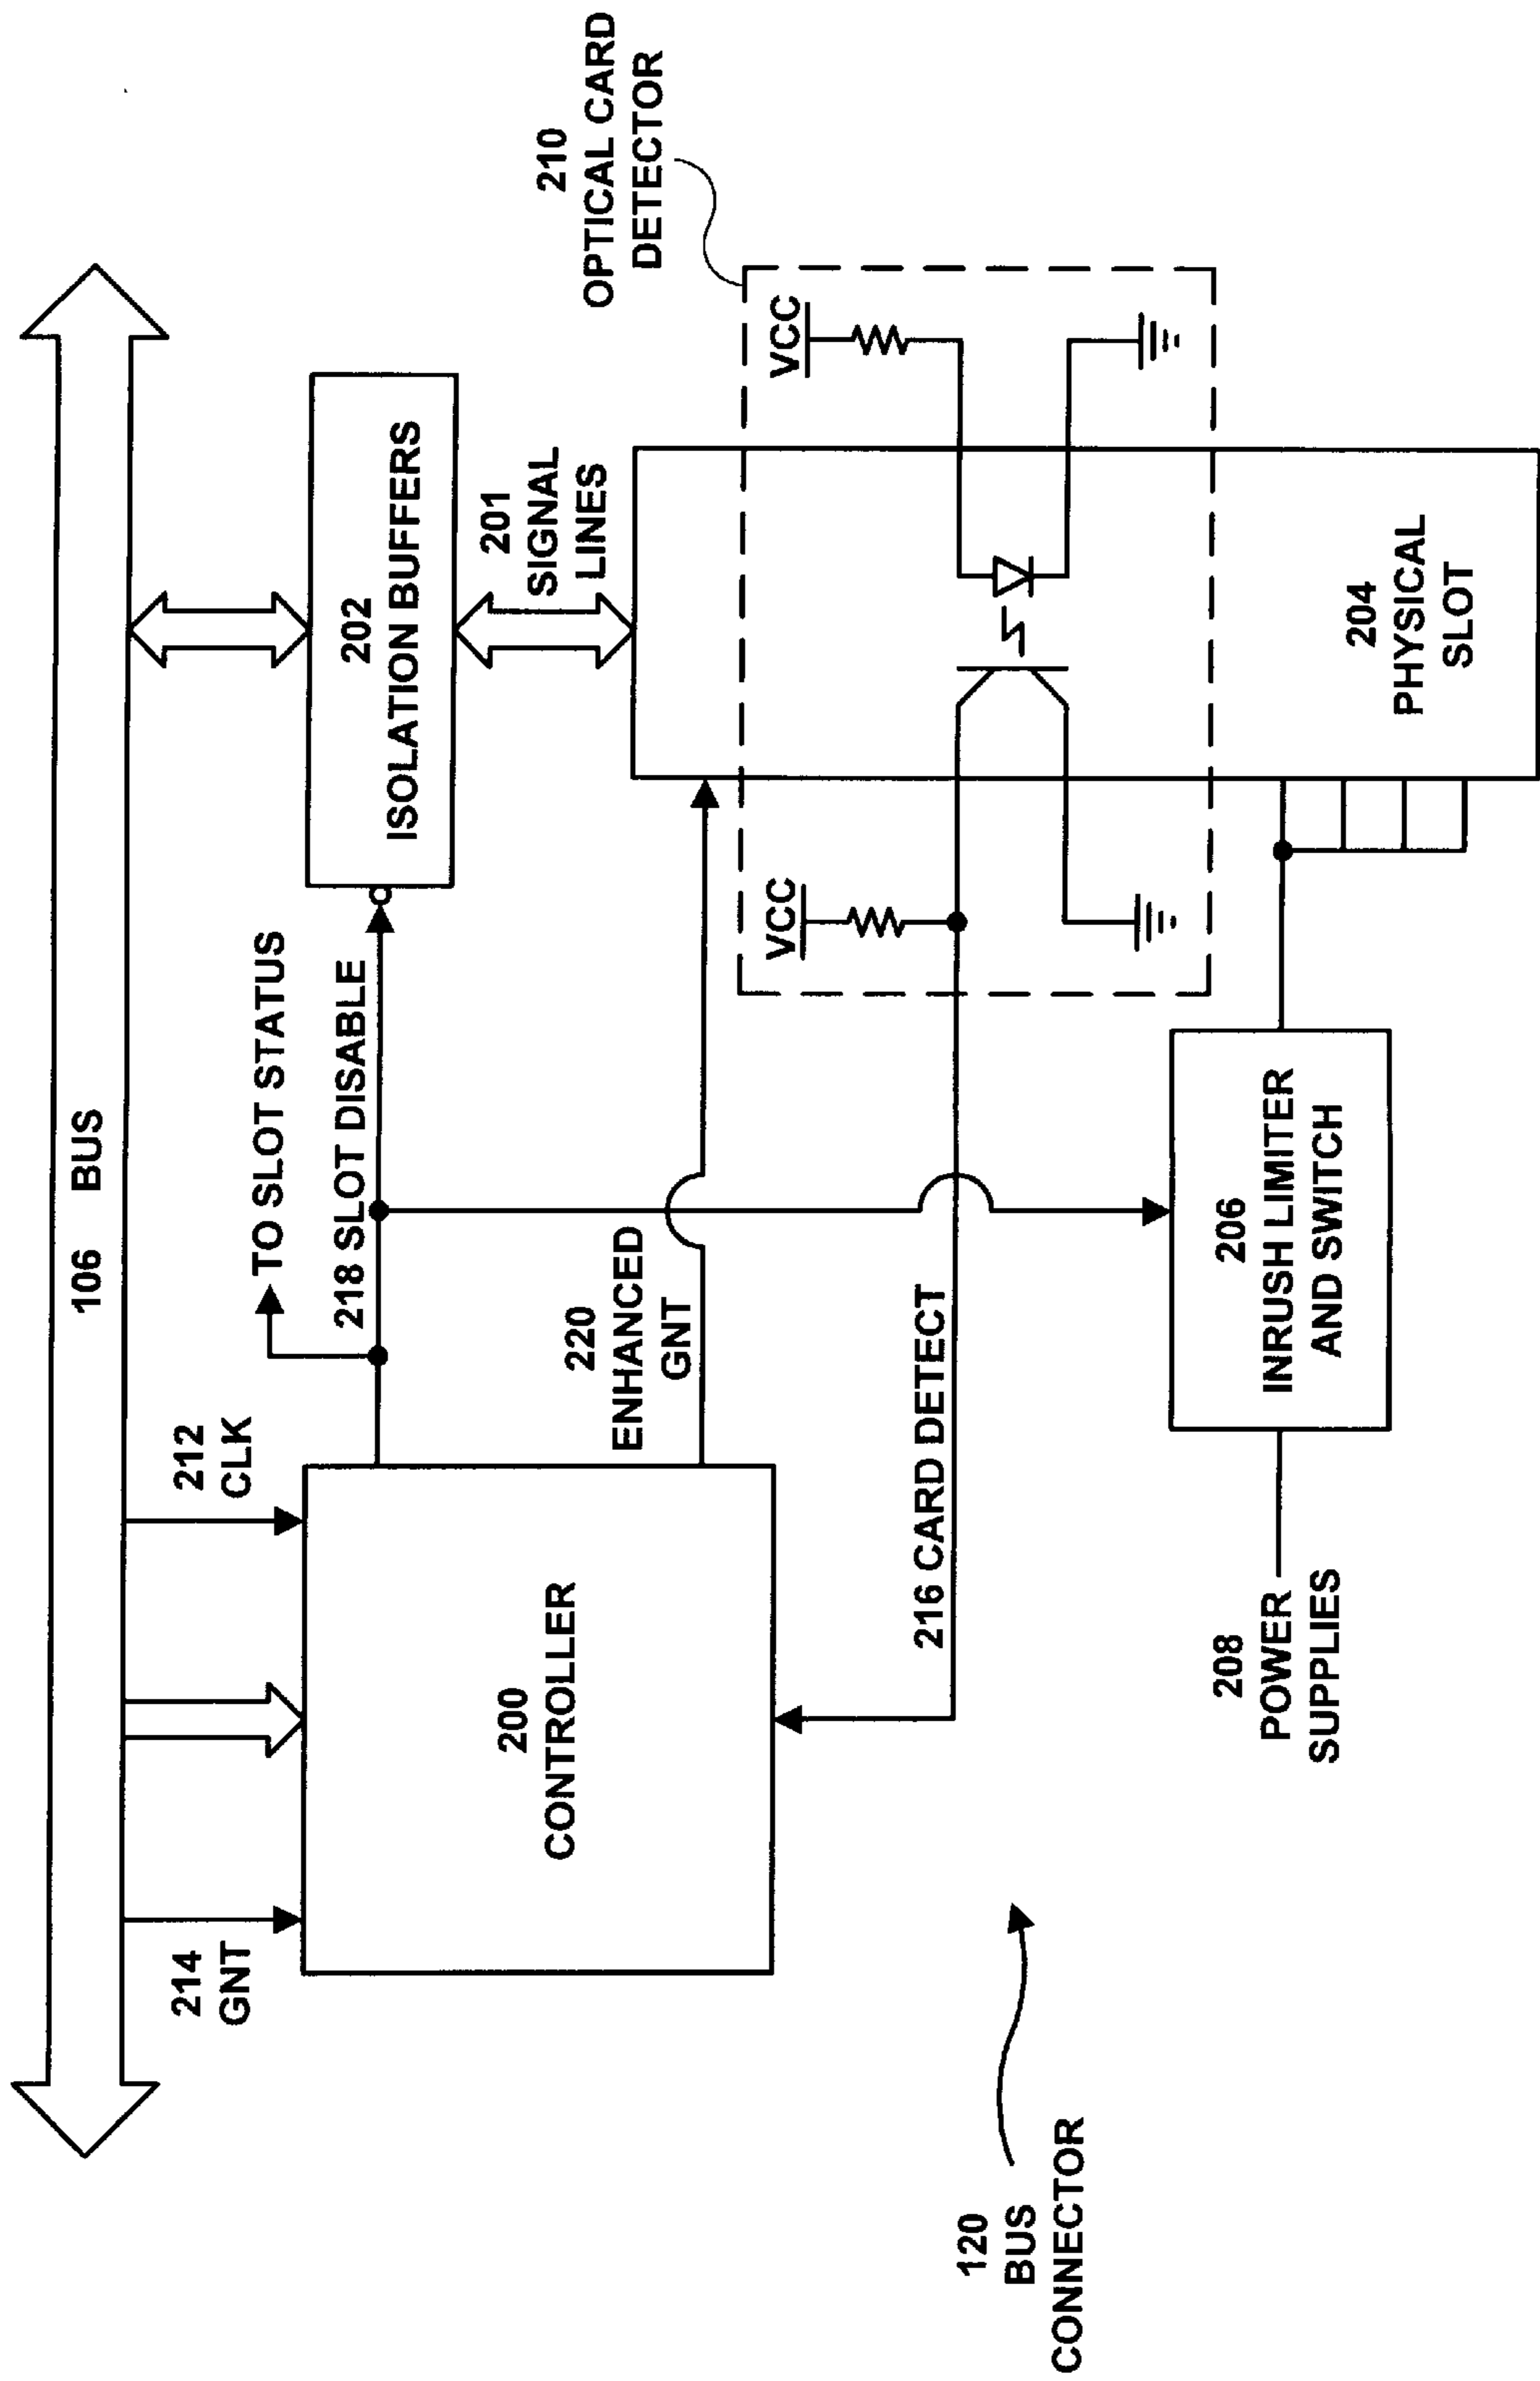 106 BUS
214
GNT
212
CLK
TO SLOT STATUS
218 SLOT DISABLE
202
ISOLATION BUFFERS
200
CONTROLLER
220
ENHANCED
GNT
201
SIGNAL
LINES
210
OPTICAL CARD
DETECTOR
VCC
VCC
216 CARD DETECT
204
PHYSICAL
SLOT
206
INRUSH LIMITER
AND SWITCH
208
POWER
SUPPLIES
120
BUS
CONNECTOR